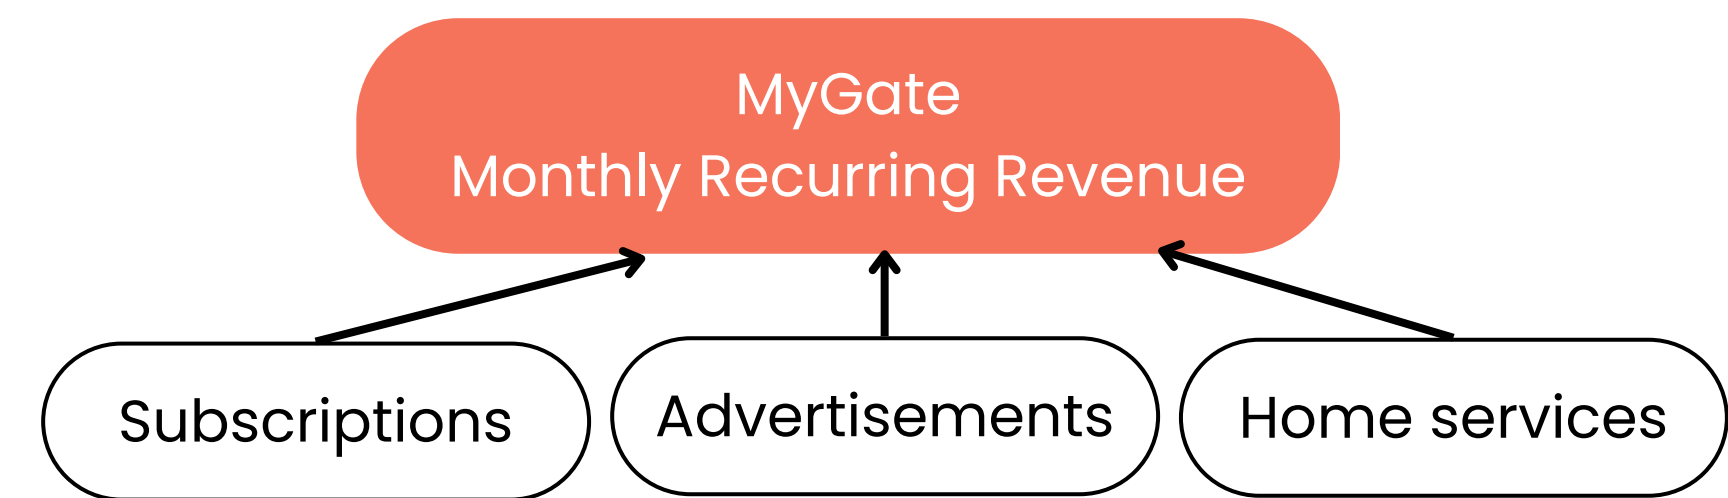 MyGate
Monthly Recurring Revenue
Subscriptions
Advertisements
Home services